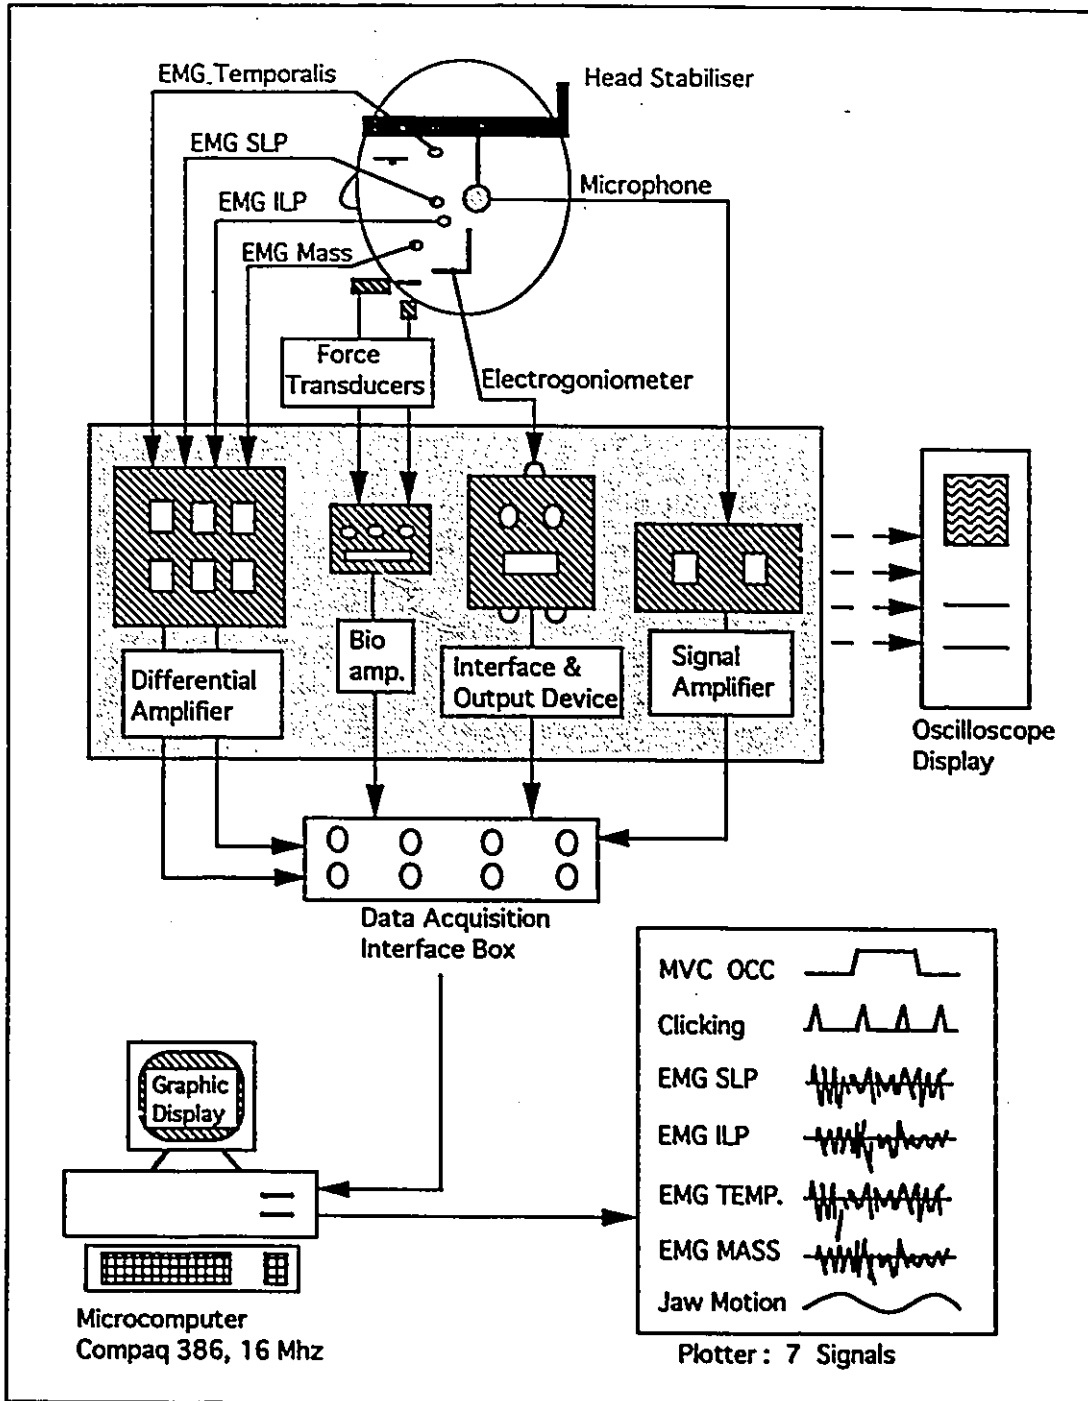 EMG Temporalis
Head Stabiliser
EMG SLP
Microphone
EMG ILP
EMG Mass
Force
Transducers
Electrogoniometer
Differential
Amplifier
Bio
amp.
Interface &
Output Device
Signal
Amplifier
Oscilloscope
Display
Data Acquisition
Interface Box
Graphic
Display
Microcomputer
Compaq 386, 16 Mhz
MVC OCC
Clicking
EMG SLP
EMG ILP
EMG TEMP.
EMG MASS
Jaw Motion
Plotter : 7 Signals